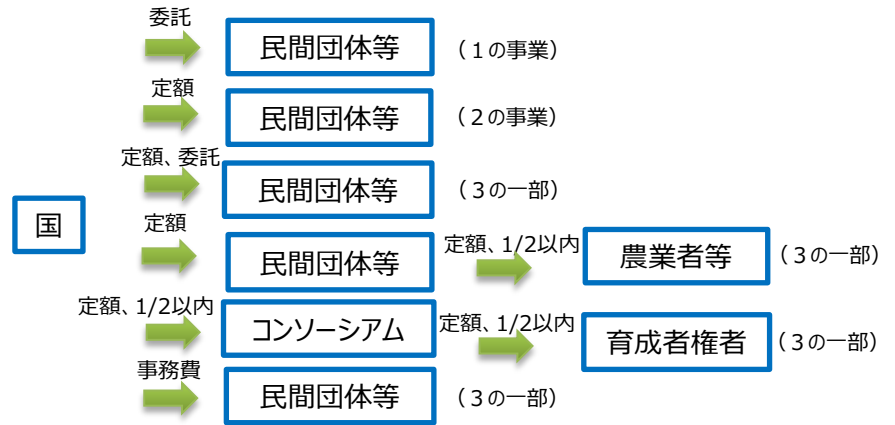 委託
民間団体等
（１の事業）
定額
民間団体等
（２の事業）
定額、委託
民間団体等
（３の一部）
国
定額
民間団体等
定額、1/2以内
農業者等
（３の一部）
定額、1/2以内
コンソーシアム
定額、1/2以内
育成者権者
（３の一部）
事務費
民間団体等
（３の一部）